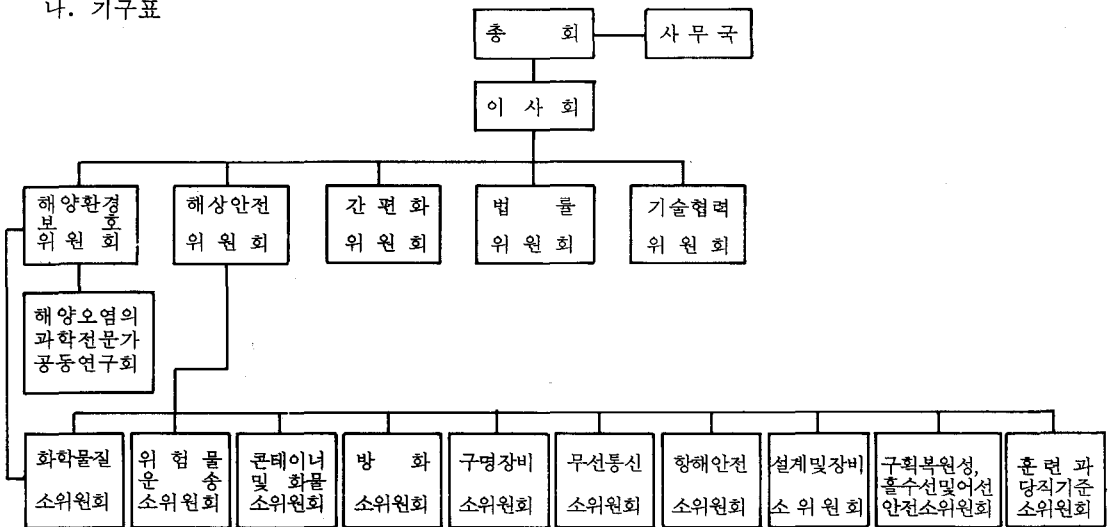 나. 기구표
총 회
사 무 국
이 사 회
해양환경
보 호
위 원 회
해상안전
위 원 회
간 편 화
위 원 회
법 률
위 원 회
기술협력
위 원 회
해양오염의
과학전문가
공동연구회
화학물질
소위원회
위 험 물
운 송
소위원회
콘테이너
및 화물
소위원회
방 화
소위원회
구명장비
소위원회
무선통신
소위원회
항해안전
소위원회
설계및장비
소 위 원 회
구획복원성,
흘수선및어선
안전소위원회
훈 련 과
당직기준
소위원회